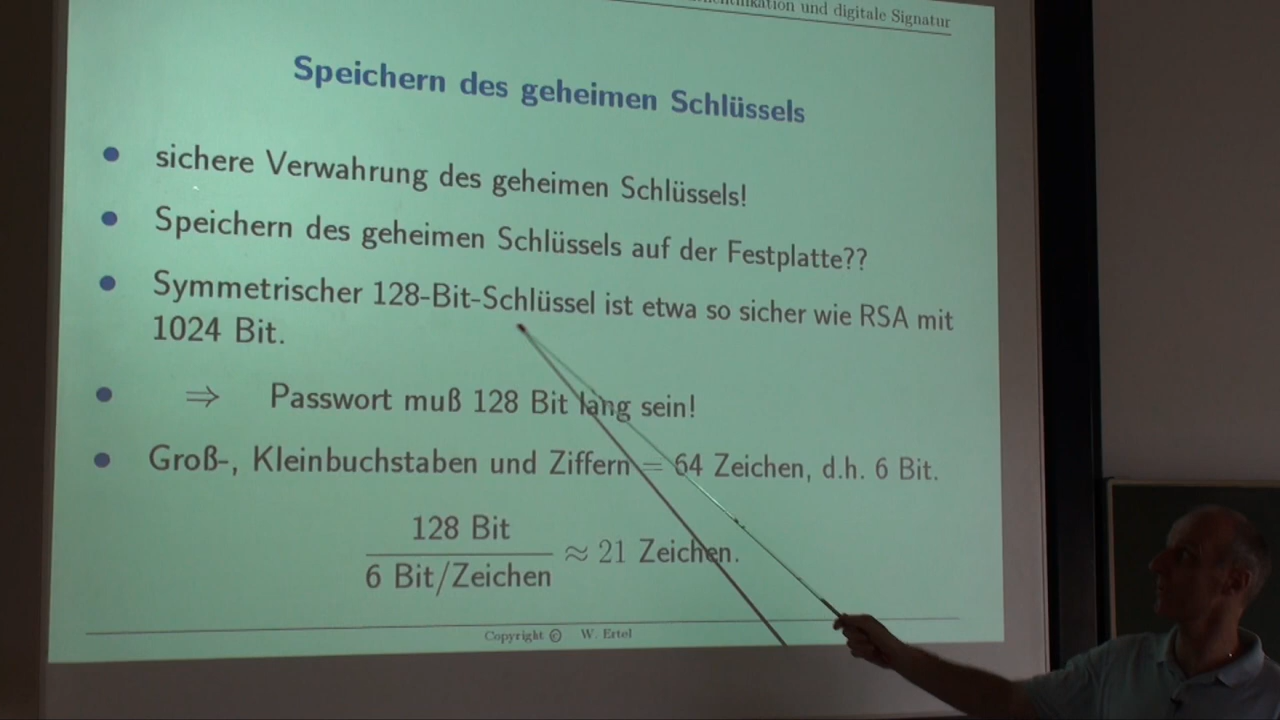 und digitale Signatur
Speichern des geheimen Schlüssels
• sichere Verwahrung des geheimen Schlüssels!
• Speichern des geheimen Schlüssels auf der Festplatte??
• Symmetrischer 128-Bit-Schlüssel ist etwa so sicher wie RSA mit
1024 Bit.
• ⇒ Passwort muß 128 Bit lang sein!
• Groß-, Kleinbuchstaben und Ziffern = 64 Zeichen, d.h. 6 Bit.
128 Bit
6 Bit/Zeichen
≈ 21 Zeichen.
Copyright © W. Ertel